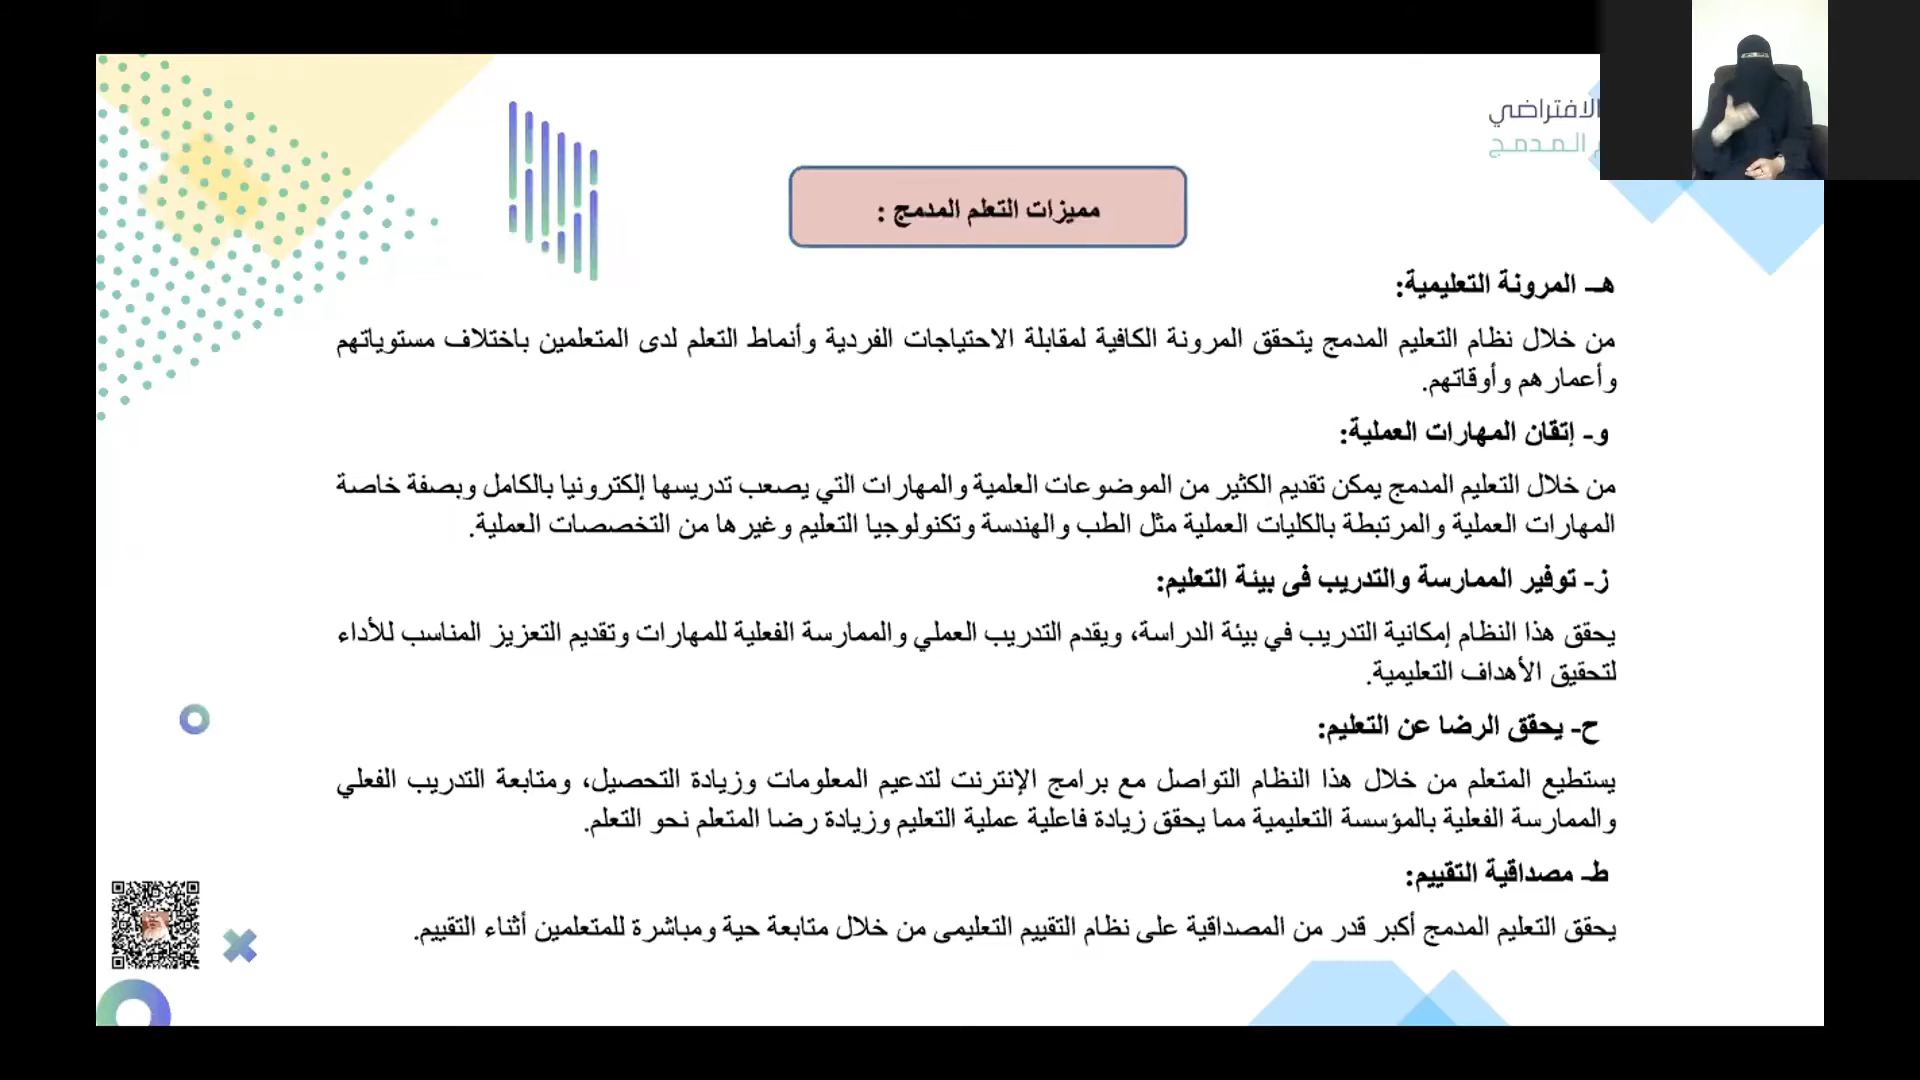 الافتراضي
المدمج
مميزات التعلم المدمج :
هـ- المرونة التعليمية:
من خلال نظام التعليم المدمج يتحقق المرونة الكافية لمقابلة الاحتياجات الفردية وأنماط التعلم لدى المتعلمين باختلاف مستوياتهم
وأعمارهم وأوقاتهم.
و- إتقان المهارات العملية:
من خلال التعليم المدمج يمكن تقديم الكثير من الموضوعات العلمية والمهارات التي يصعب تدريسها إلكترونيا بالكامل وبصفة خاصة
المهارات العملية والمرتبطة بالكليات العملية مثل الطب والهندسة وتكنولوجيا التعليم وغيرها من التخصصات العملية.
ز- توفير الممارسة والتدريب فى بيئة التعليم:
يحقق هذا النظام إمكانية التدريب في بيئة الدراسة، ويقدم التدريب العملي والممارسة الفعلية للمهارات وتقديم التعزيز المناسب للأداء
لتحقيق الأهداف التعليمية.
ح- يحقق الرضا عن التعليم:
يستطيع المتعلم من خلال هذا النظام التواصل مع برامج الإنترنت لتدعيم المعلومات وزيادة التحصيل، ومتابعة التدريب الفعلي
والممارسة الفعلية بالمؤسسة التعليمية مما يحقق زيادة فاعلية عملية التعليم وزيادة رضا المتعلم نحو التعلم.
ط- مصداقية التقييم:
يحقق التعليم المدمج أكبر قدر من المصداقية على نظام التقييم التعليمى من خلال متابعة حية ومباشرة للمتعلمين أثناء التقييم.